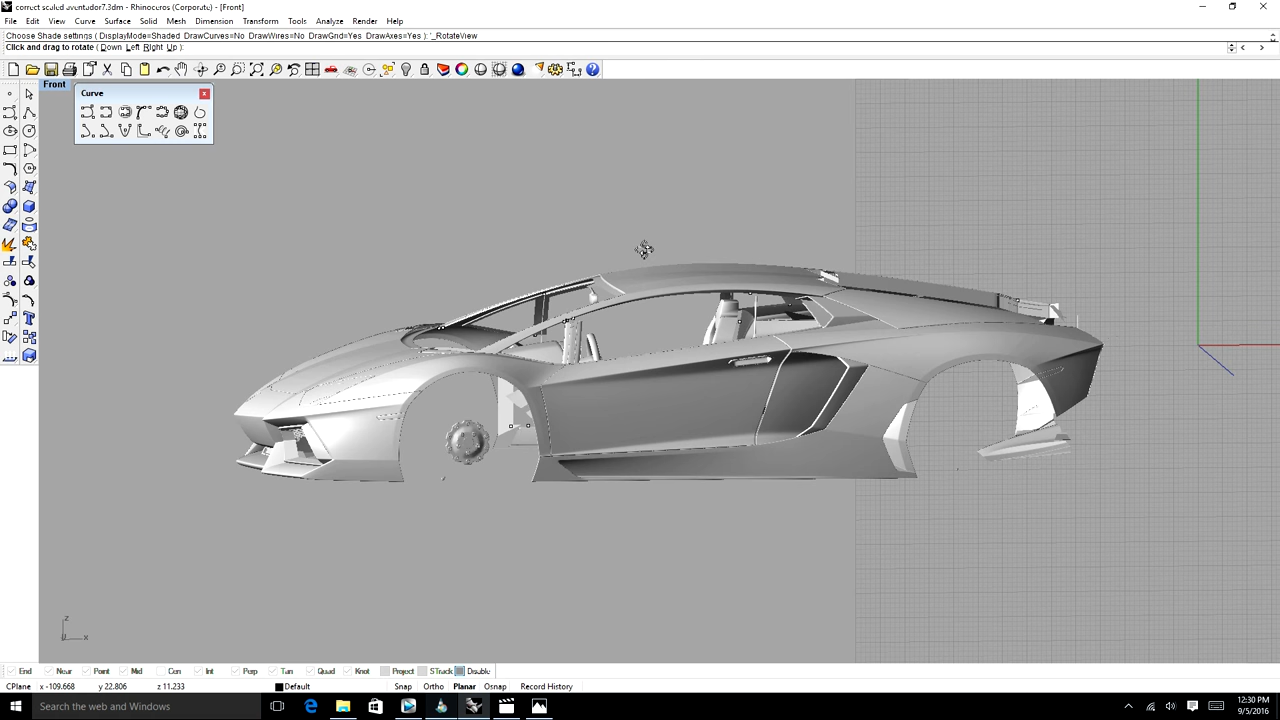 correct scaled aventador7.3dm - Rhinoceros (Corporate) - [Front]
File Edit View Curve Surface Solid Mesh Dimension Transform Tools Analyze Render Help
Choose Shade settings ( DisplayMode=Shaded DrawCurves=No DrawWires=No DrawGrid=Yes DrawAxes=Yes ): '_RotateView
Click and drag to rotate ( Down Left Right Up ):
Front
Curve
z
x
End Near Point Mid Cen Int Perp Tan Quad Knot Project STrack Disable
CPlane x -109.668 y 22.806 z 11.233 Default Snap Ortho Planar Osnap Record History
Search the web and Windows
12:30 PM
9/5/2016